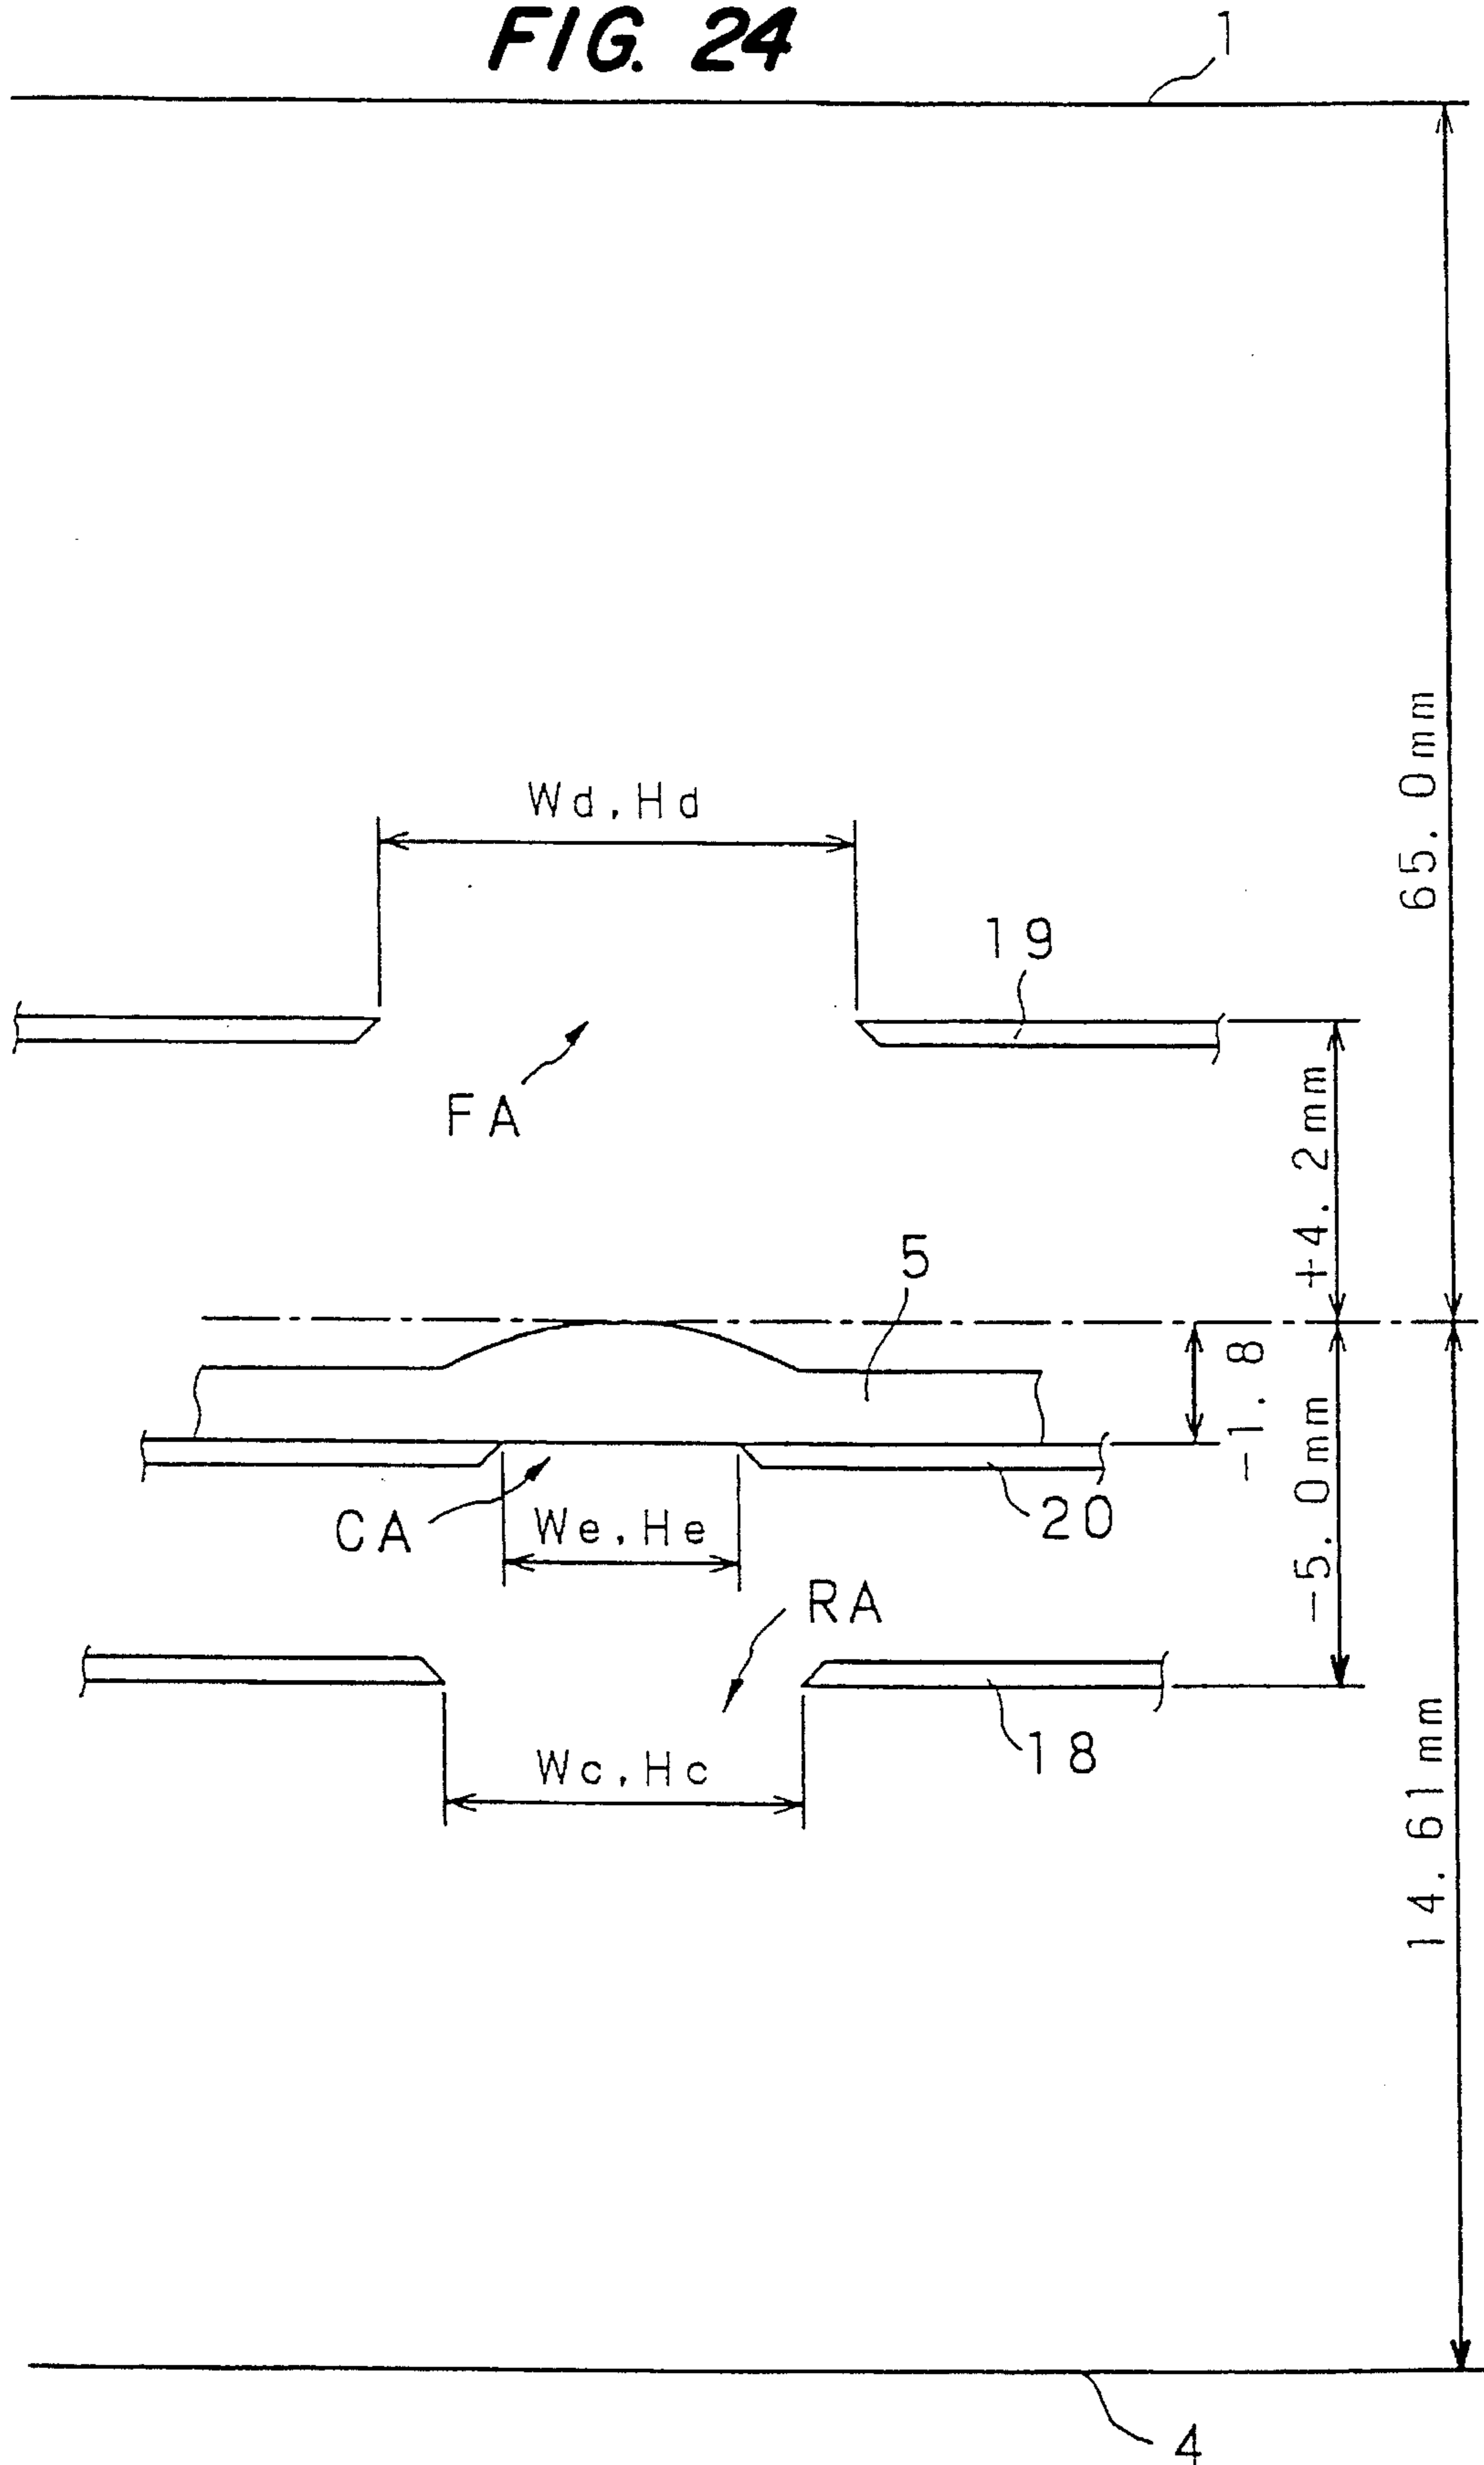 FIG. 24
1
65.0mm
Wd,Hd
19
FA
+4.2mm
5
-1.8
CA
We,He
20
-5.0mm
RA
18
Wc,Hc
14.61mm
4